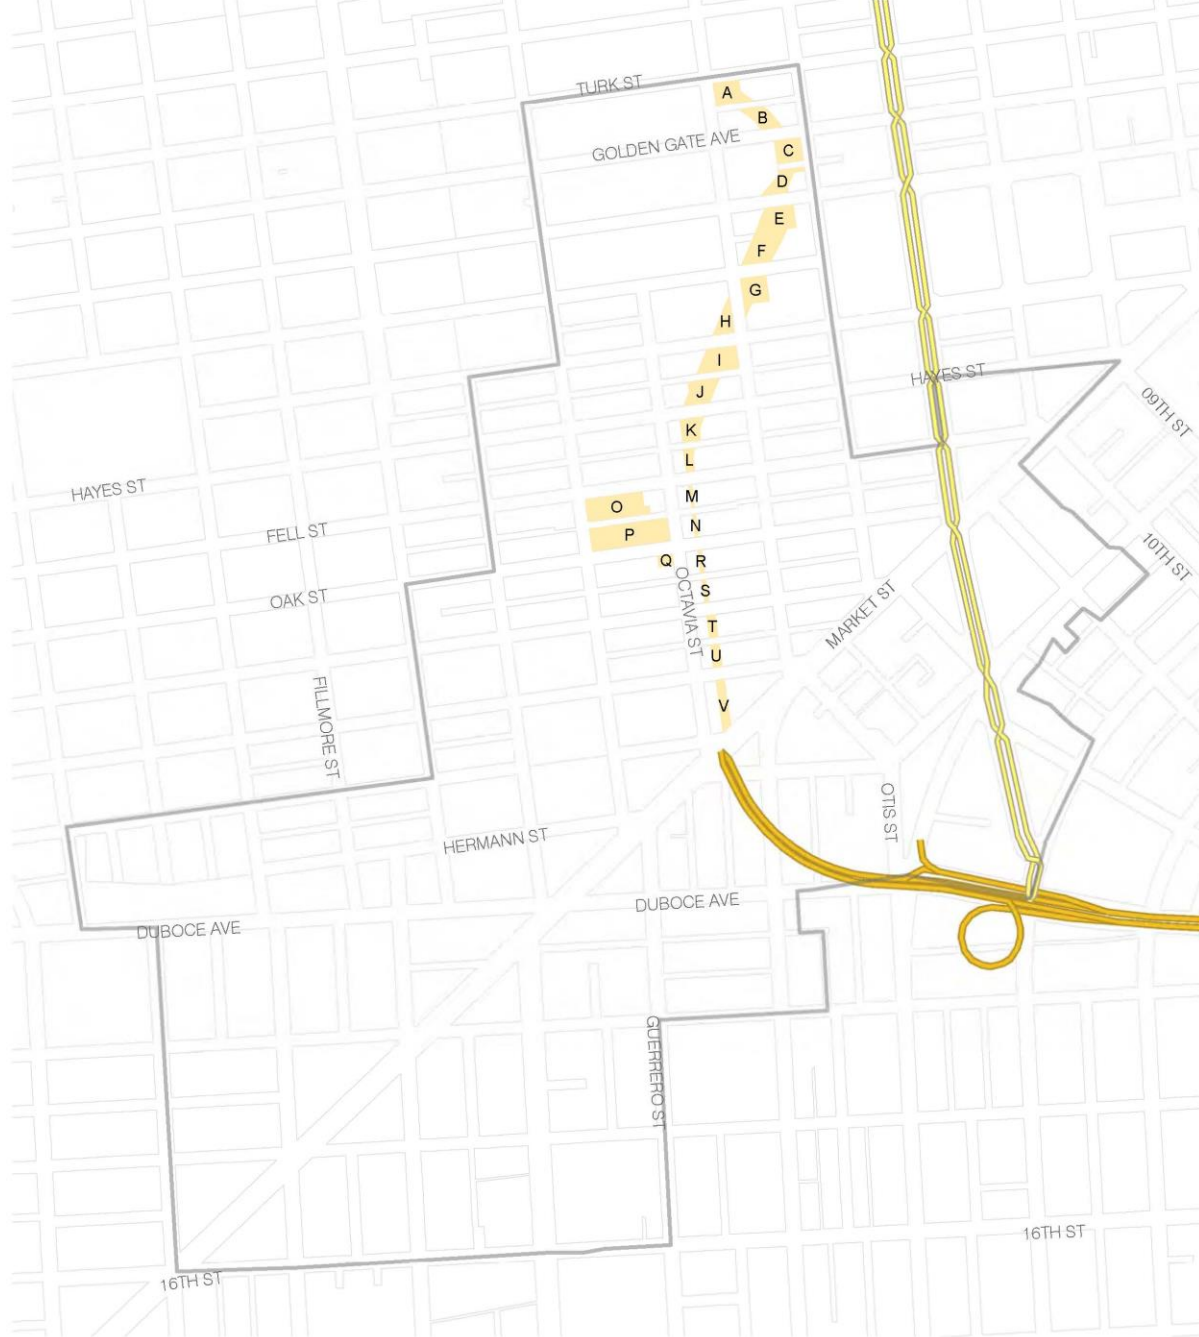 TURK ST
A
B
GOLDEN GATE AVE
C
D
E
F
G
H
I
HAYES ST
J
09TH ST
K
L
HAYES ST
M
O
N
FELL ST
P
10TH ST
Q
R
OCTAVIA ST
S
OAK ST
MARKET ST
T
U
FILLMORE ST
V
OTIS ST
HERMANN ST
DUBOCE AVE
DUBOCE AVE
GUERRERO ST
16TH ST
16TH ST